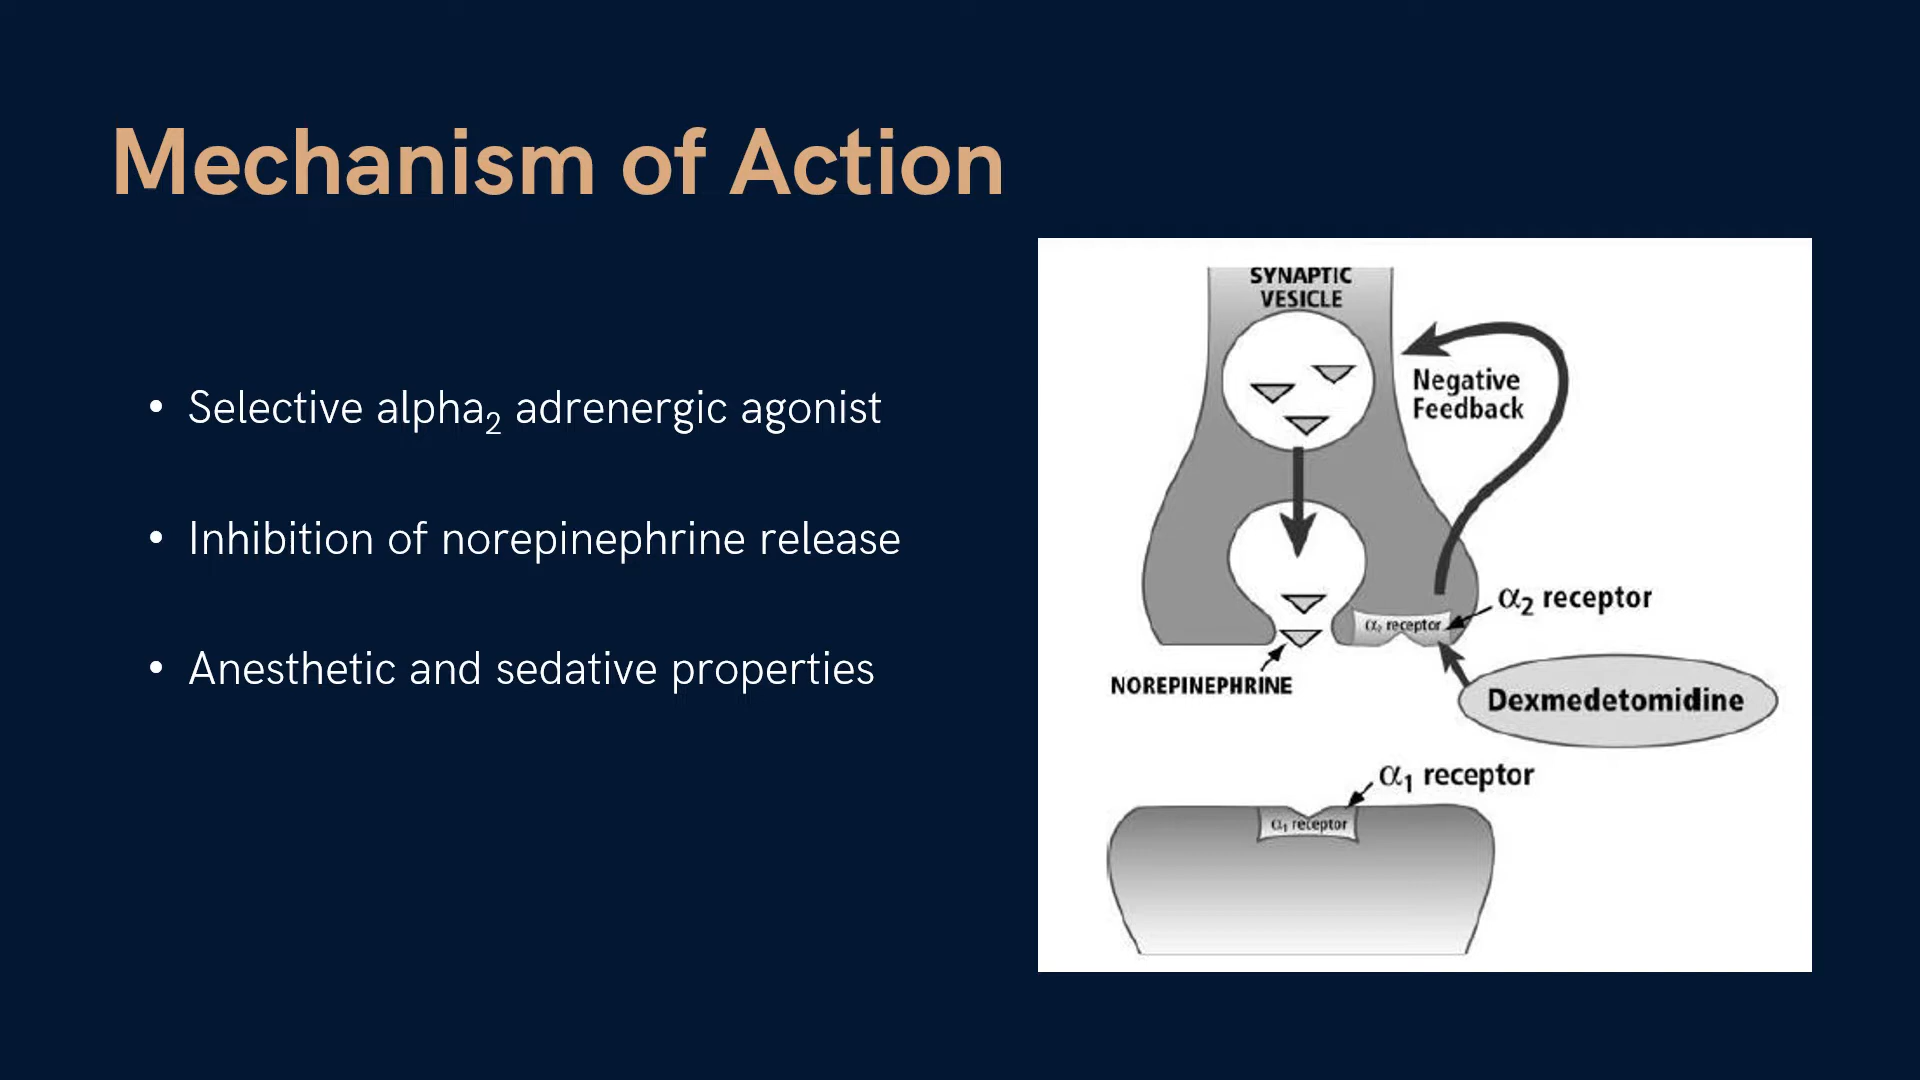 Mechanism of Action
• Selective alpha₂ adrenergic agonist
• Inhibition of norepinephrine release
• Anesthetic and sedative properties
SYNAPTIC
VESICLE
Negative
Feedback
α₂ receptor
α₂ receptor
NOREPINEPHRINE
Dexmedetomidine
α₁ receptor
α₁ receptor